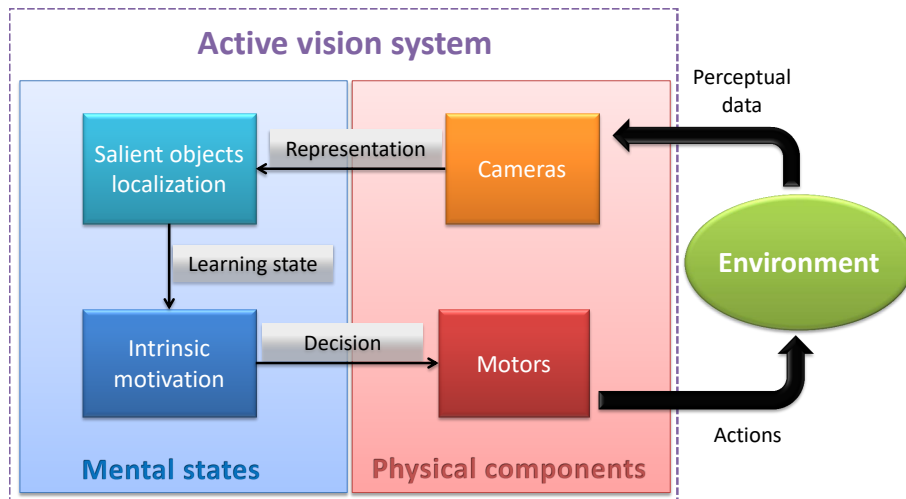 Active vision system
Perceptual
data
Salient objects
localization
Representation
Cameras
Environment
Learning state
Intrinsic
motivation
Decision
Motors
Actions
Mental states
Physical components